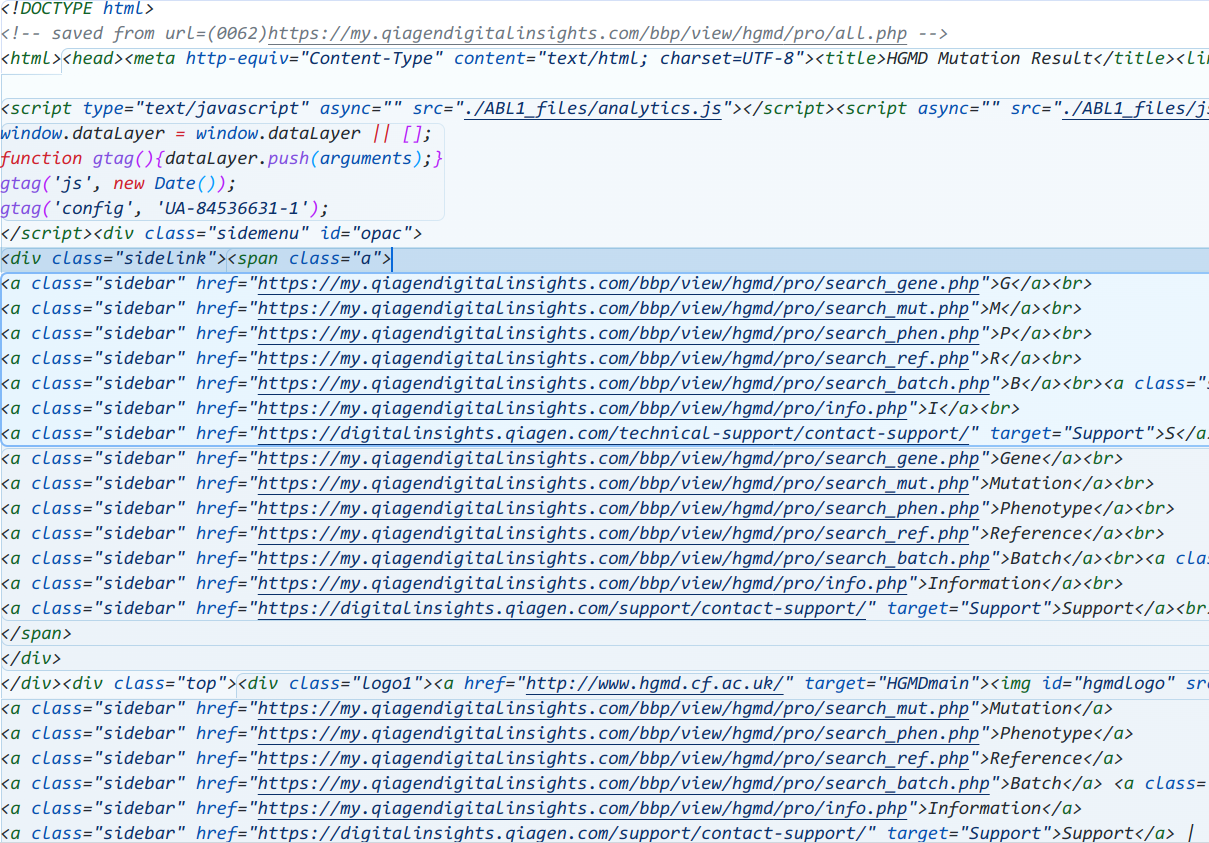 <!DOCTYPE html>
<!-- saved from url=(0062)https://my.qiagendigitalinsights.com/bbp/view/hgmd/pro/all.php -->
<html><head><meta http-equiv="Content-Type" content="text/html; charset=UTF-8"><title>HGMD Mutation Result</title><li
<script type="text/javascript" async="" src="./ABL1_files/analytics.js"></script><script async="" src="./ABL1_files/j
window.dataLayer = window.dataLayer || [];
function gtag(){dataLayer.push(arguments);}
gtag('js', new Date());
gtag('config', 'UA-84536631-1');
</script><div class="sidemenu" id="opac">
<div class="sidelink"><span class="a">
<a class="sidebar" href="https://my.qiagendigitalinsights.com/bbp/view/hgmd/pro/search_gene.php">G</a><br>
<a class="sidebar" href="https://my.qiagendigitalinsights.com/bbp/view/hgmd/pro/search_mut.php">M</a><br>
<a class="sidebar" href="https://my.qiagendigitalinsights.com/bbp/view/hgmd/pro/search_phen.php">P</a><br>
<a class="sidebar" href="https://my.qiagendigitalinsights.com/bbp/view/hgmd/pro/search_ref.php">R</a><br>
<a class="sidebar" href="https://my.qiagendigitalinsights.com/bbp/view/hgmd/pro/search_batch.php">B</a><br><a class="
<a class="sidebar" href="https://my.qiagendigitalinsights.com/bbp/view/hgmd/pro/info.php">I</a><br>
<a class="sidebar" href="https://digitalinsights.qiagen.com/technical-support/contact-support/" target="Support">S</a
<a class="sidebar" href="https://my.qiagendigitalinsights.com/bbp/view/hgmd/pro/search_gene.php">Gene</a><br>
<a class="sidebar" href="https://my.qiagendigitalinsights.com/bbp/view/hgmd/pro/search_mut.php">Mutation</a><br>
<a class="sidebar" href="https://my.qiagendigitalinsights.com/bbp/view/hgmd/pro/search_phen.php">Phenotype</a><br>
<a class="sidebar" href="https://my.qiagendigitalinsights.com/bbp/view/hgmd/pro/search_ref.php">Reference</a><br>
<a class="sidebar" href="https://my.qiagendigitalinsights.com/bbp/view/hgmd/pro/search_batch.php">Batch</a><br><a clas
<a class="sidebar" href="https://my.qiagendigitalinsights.com/bbp/view/hgmd/pro/info.php">Information</a><br>
<a class="sidebar" href="https://digitalinsights.qiagen.com/support/contact-support/" target="Support">Support</a><br
</span>
</div>
</div><div class="top"><div class="logo1"><a href="http://www.hgmd.cf.ac.uk/" target="HGMDmain"><img id="hgmdlogo" sr
<a class="sidebar" href="https://my.qiagendigitalinsights.com/bbp/view/hgmd/pro/search_mut.php">Mutation</a>
<a class="sidebar" href="https://my.qiagendigitalinsights.com/bbp/view/hgmd/pro/search_phen.php">Phenotype</a>
<a class="sidebar" href="https://my.qiagendigitalinsights.com/bbp/view/hgmd/pro/search_ref.php">Reference</a>
<a class="sidebar" href="https://my.qiagendigitalinsights.com/bbp/view/hgmd/pro/search_batch.php">Batch</a> <a class=
<a class="sidebar" href="https://my.qiagendigitalinsights.com/bbp/view/hgmd/pro/info.php">Information</a>
<a class="sidebar" href="https://digitalinsights.qiagen.com/support/contact-support/" target="Support">Support</a> |